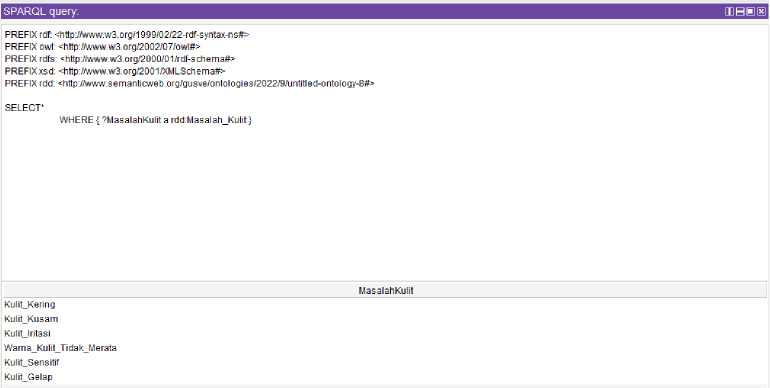 SPARQL query:
PREFIX rdf: <http://www.w3.org/1999/02/22-rdf-syntax-ns#>
PREFIX owl: <http://www.w3.org/2002/07/owl#>
PREFIX rdfs: <http://www.w3.org/2000/01/rdf-schema#>
PREFIX xsd: <http://www.w3.org/2001/XMLSchema#>
PREFIX rdd: <http://www.semanticweb.org/gusve/ontologies/2022/9/untitled-ontology-8#>
SELECT*
WHERE { ?MasalahKulit a rdd:Masalah_Kulit.}
MasalahKulit
Kulit_Kering
Kulit_Kusam
Kulit_Iritasi
Warna_Kulit_Tidak_Merata
Kulit_Sensitif
Kulit_Gelap